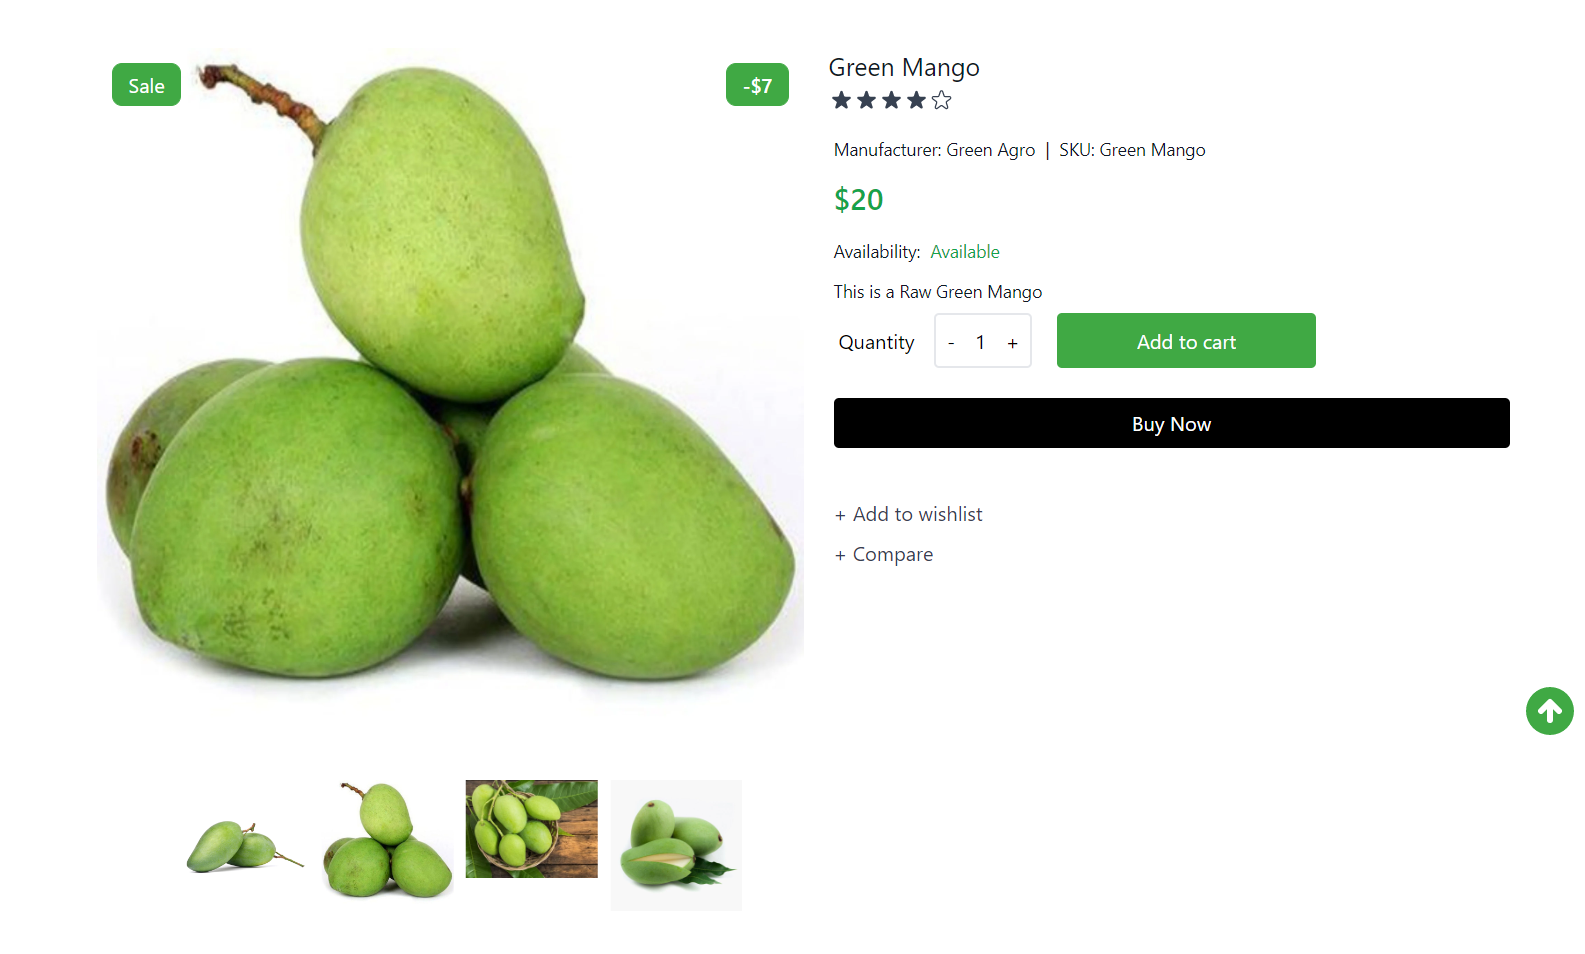 Sale
-$7
Green Mango
Manufacturer: Green Agro | SKU: Green Mango
$20
Availability: Available
This is a Raw Green Mango
Quantity - 1 + Add to cart
Buy Now
+ Add to wishlist
+ Compare